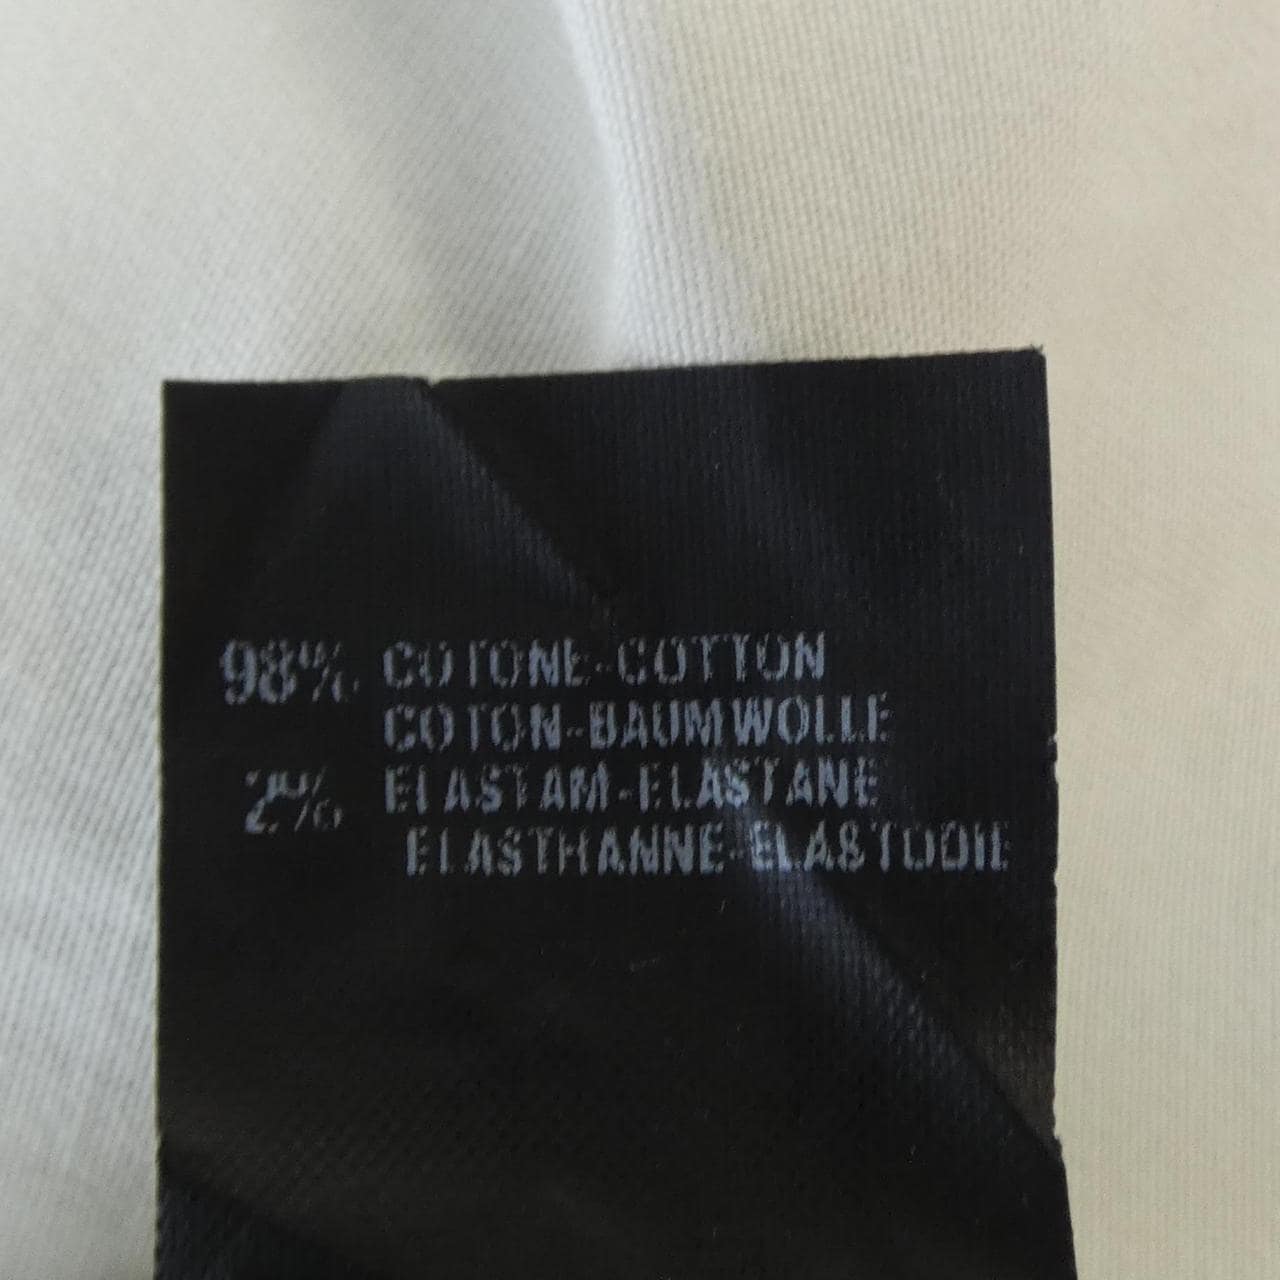 98% COTONE-COTTON
COTON-BAUMWOLLE
2% ELASTAM-ELASTANE
ELASTHANNE-ELASTODIE